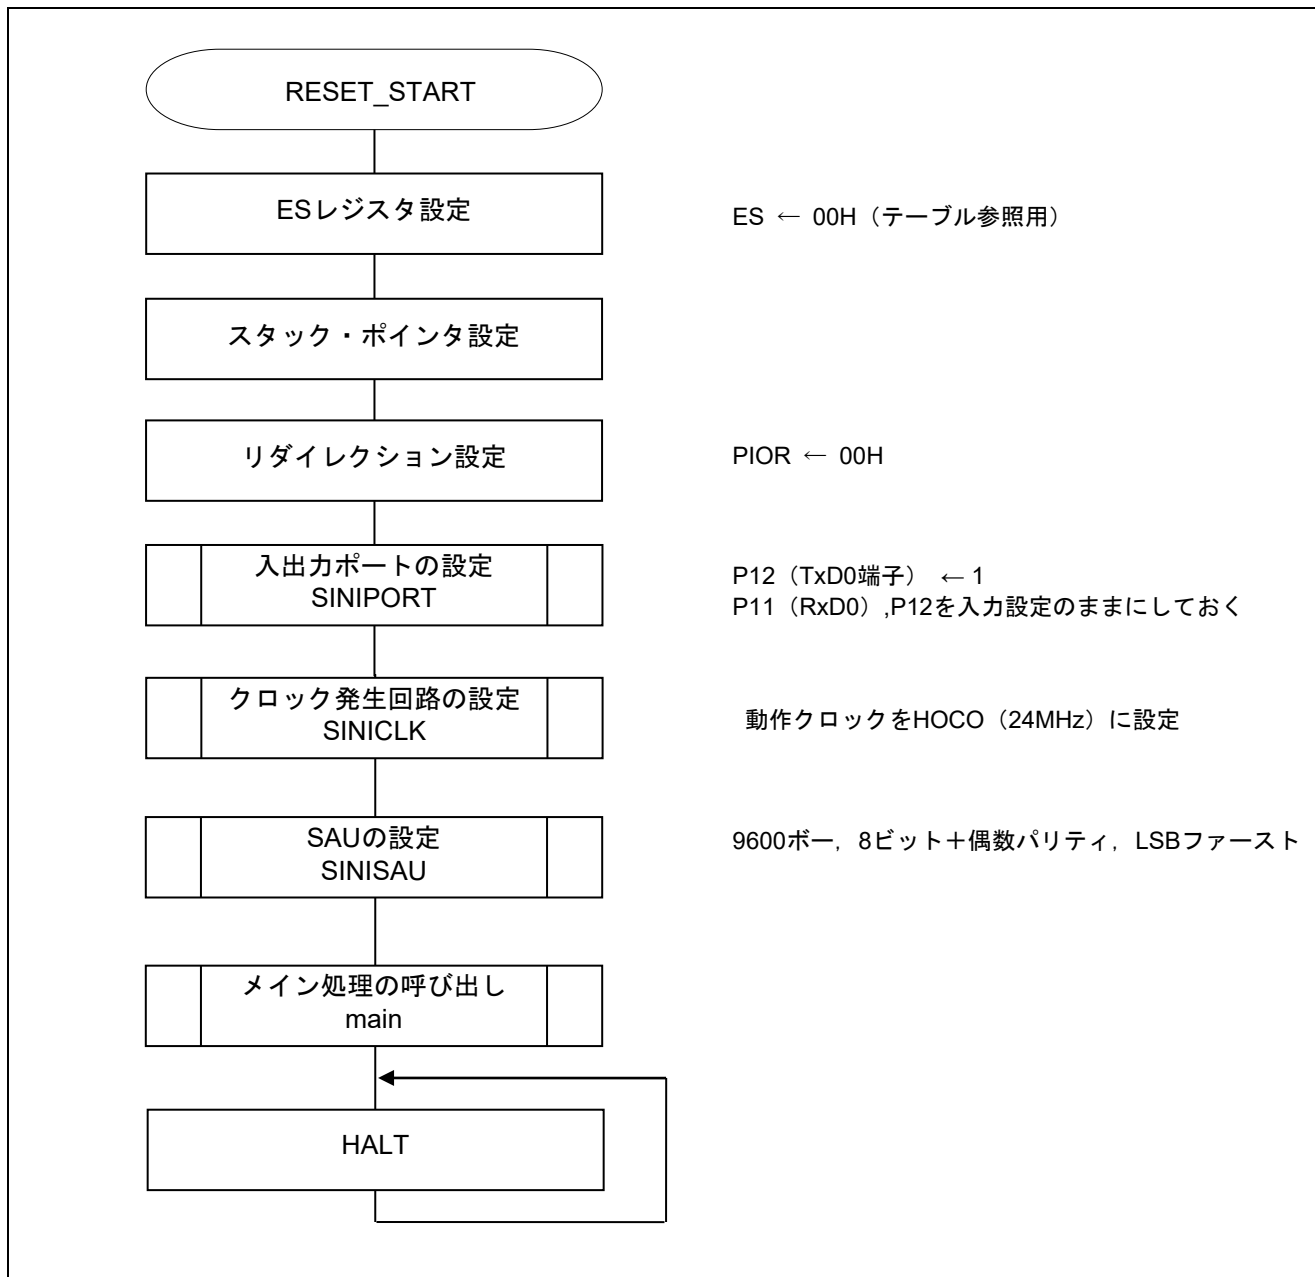 RESET_START
ESレジスタ設定
ES ← 00H（テーブル参照用）
スタック・ポインタ設定
リダイレクション設定
PIOR ← 00H
入出力ポートの設定
SINIPORT
P12（TxD0端子） ← 1
P11（RxD0）,P12を入力設定のままにしておく
クロック発生回路の設定
SINICLK
動作クロックをHOCO（24MHz）に設定
SAUの設定
SINISAU
9600ボー，8ビット＋偶数パリティ，LSBファースト
メイン処理の呼び出し
main
HALT